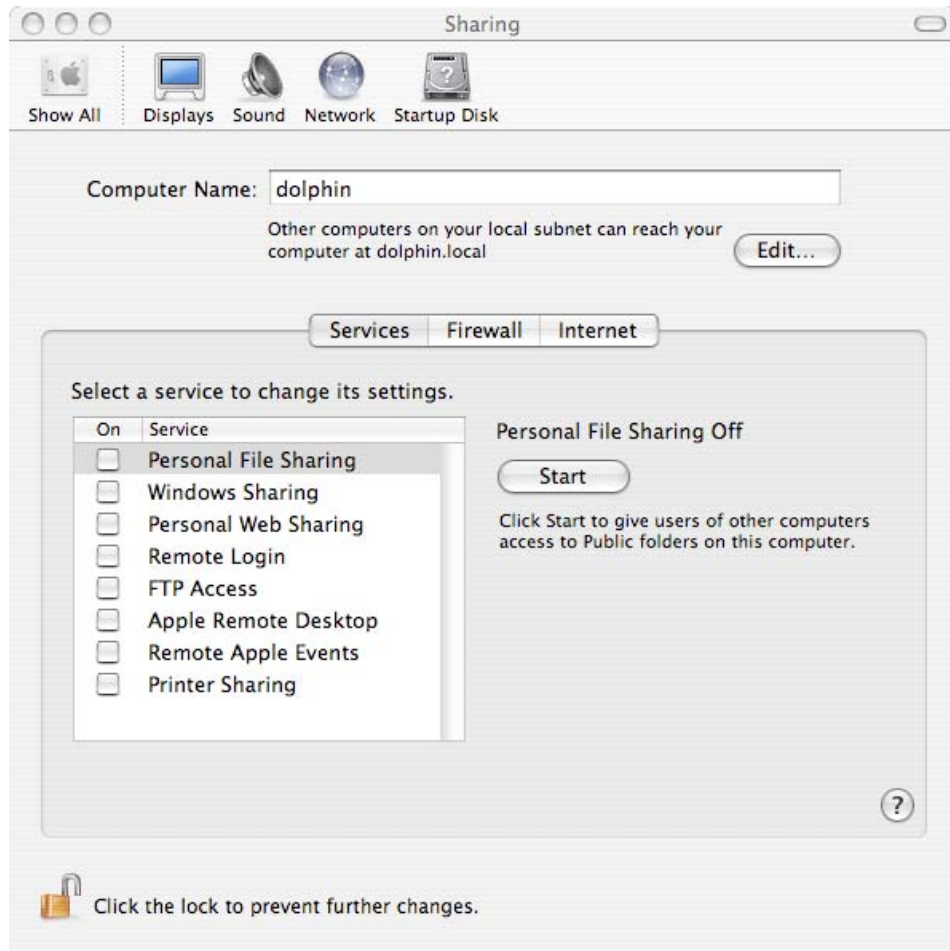 Sharing
Show All
Displays
Sound
Network
Startup Disk
Computer Name:
dolphin
Other computers on your local subnet can reach your
computer at dolphin.local
Edit...
Services
Firewall
Internet
Select a service to change its settings.
On
Service
Personal File Sharing
Windows Sharing
Personal Web Sharing
Remote Login
FTP Access
Apple Remote Desktop
Remote Apple Events
Printer Sharing
Personal File Sharing Off
Start
Click Start to give users of other computers
access to Public folders on this computer.
?
Click the lock to prevent further changes.